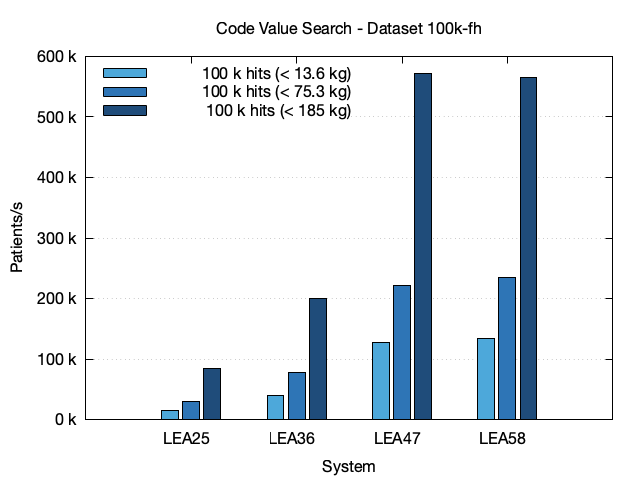 Code Value Search - Dataset 100k-fh
600 k
500 k
400 k
300 k
200 k
100 k
0 k
100 k hits (< 13.6 kg)
100 k hits (< 75.3 kg)
100 k hits (< 185 kg)
Patients/s
LEA25
LEA36
LEA47
LEA58
System